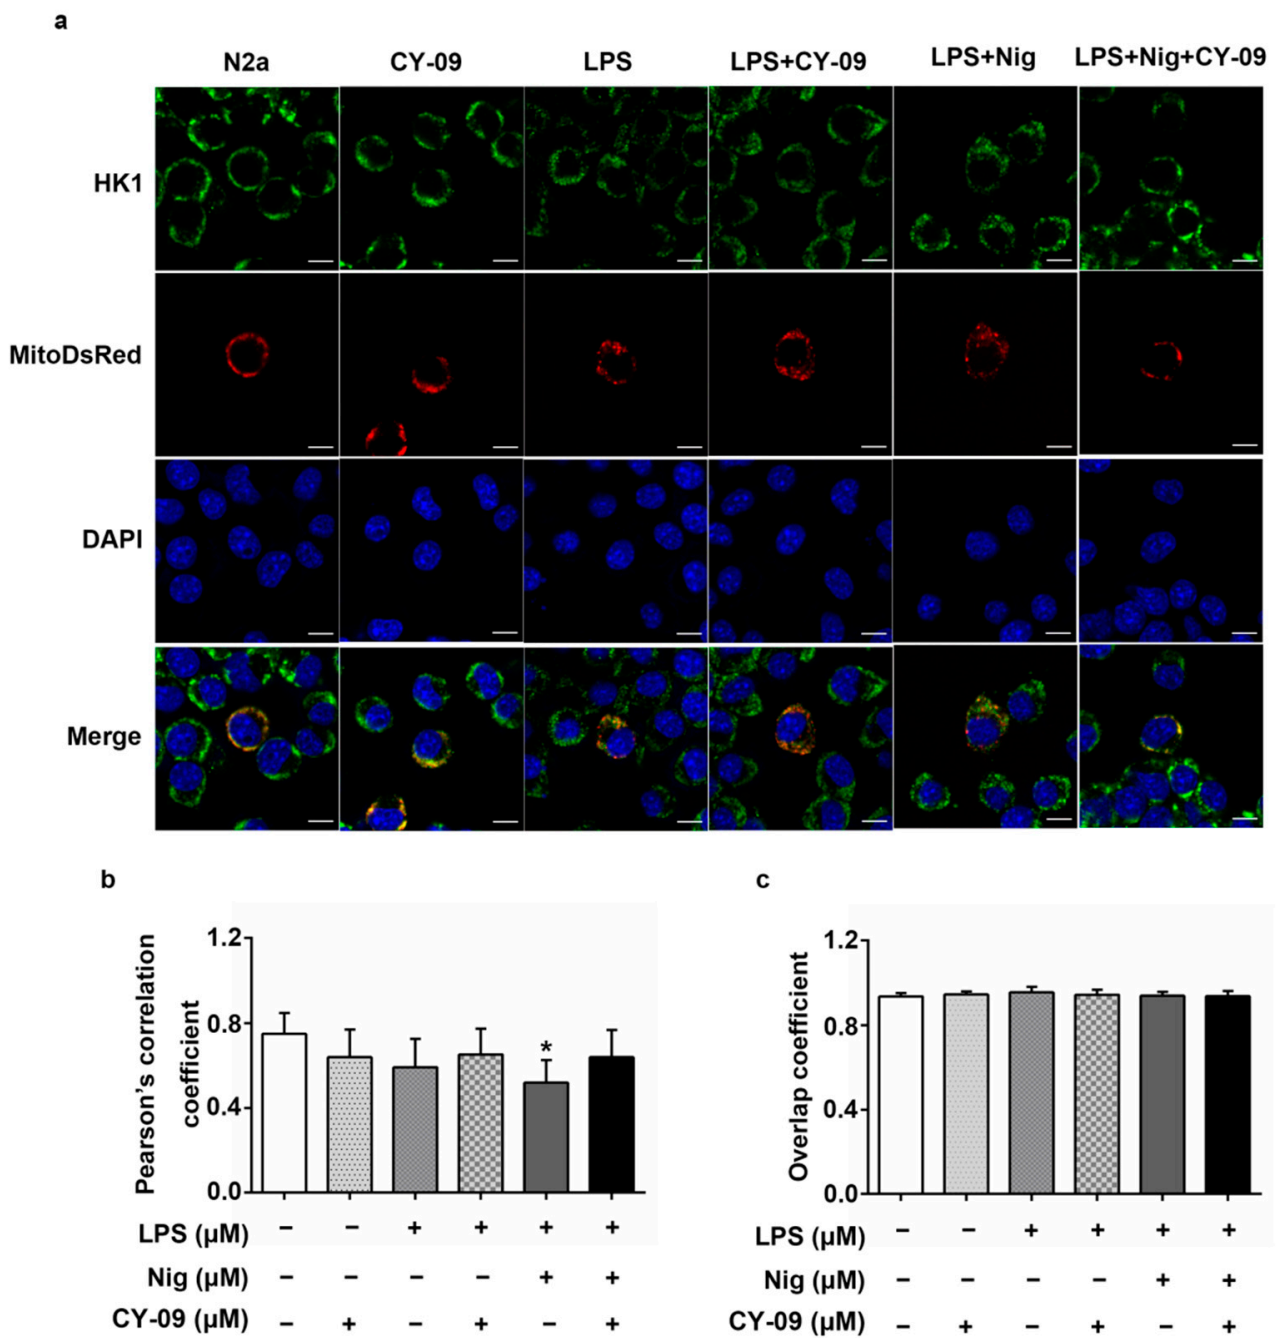 a
N2a CY-09 LPS LPS+CY-09 LPS+Nig LPS+Nig+CY-09
HK1
MitoDsRed
DAPI
Merge
b
Pearson's correlation
coefficient
1.2
0.8
0.4
0.0
*
LPS (µM) − − + + + +
Nig (µM) − − − − + +
CY-09 (µM) − + − + − +
c
Overlap coefficient
1.2
0.8
0.4
0.0
LPS (µM) − − + + + +
Nig (µM) − − − − + +
CY-09 (µM) − + − + − +